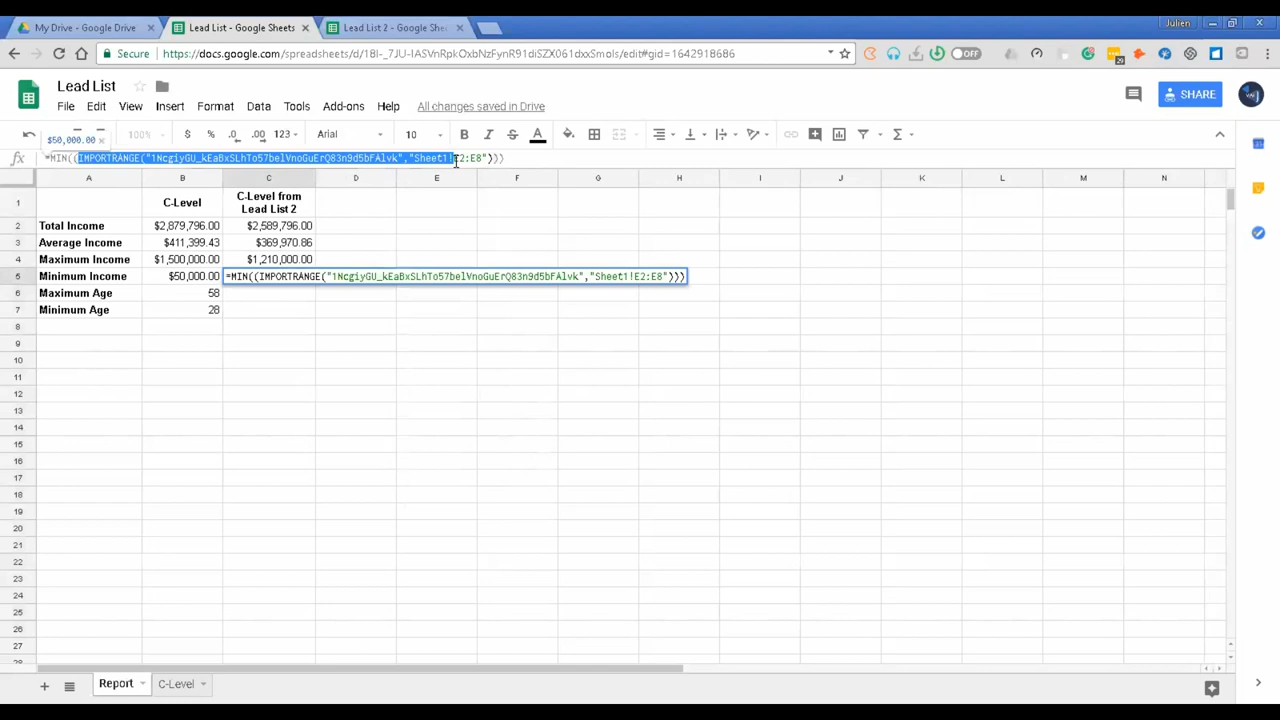 Julien
My Drive - Google Drive
Lead List - Google Sheets
Lead List 2 - Google Shee
Secure
https://docs.google.com/spreadsheets/d/1Bl-_7JU-IASVnRpkOxbNzFynR91diSZX061dxxSmols/edit#gid=1642918686
OFF
Lead List
File Edit View Insert Format Data Tools Add-ons Help All changes saved in Drive
SHARE
$50,000.00 x
100% $ % .0 .00 123 Arial 10 B I S A Σ
fx =MIN((IMPORTRANGE("1NcgiyGU_kEaBxSLhTo57belVnoGuErQ83n9d5bFAlvk","Sheet1!E2:E8")))
A B C D E F G H I J K L M N
1 C-Level C-Level from
Lead List 2
2 Total Income $2,879,796.00 $2,589,796.00
3 Average Income $411,399.43 $369,970.86
4 Maximum Income $1,500,000.00 $1,210,000.00
5 Minimum Income $50,000.00 =MIN((IMPORTRANGE("1NcgiyGU_kEaBxSLhTo57belVnoGuErQ83n9d5bFAlvk","Sheet1!E2:E8")))
6 Maximum Age 58
7 Minimum Age 28
8
9
10
11
12
13
14
15
16
17
18
19
20
21
22
23
24
25
26
27
28
Report C-Level